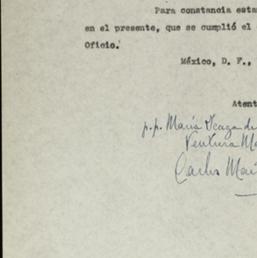 Para constancia esta
en el presente, que se cumplió el
Oficio.
México, D. F.,
Atent
p.p. María
Ventura
Carlos